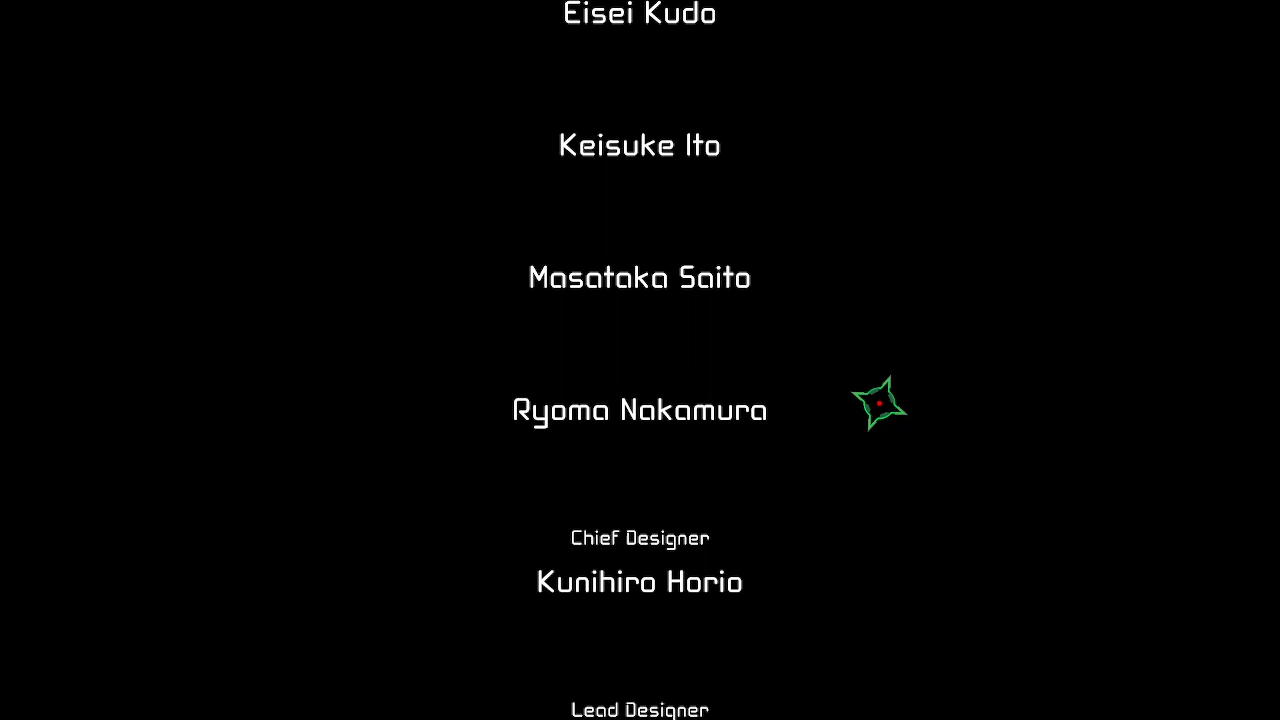 Eisei Kudo
Keisuke Ito
Masataka Saito
Ryoma Nakamura
Chief Designer
Kunihiro Horio
Lead Designer